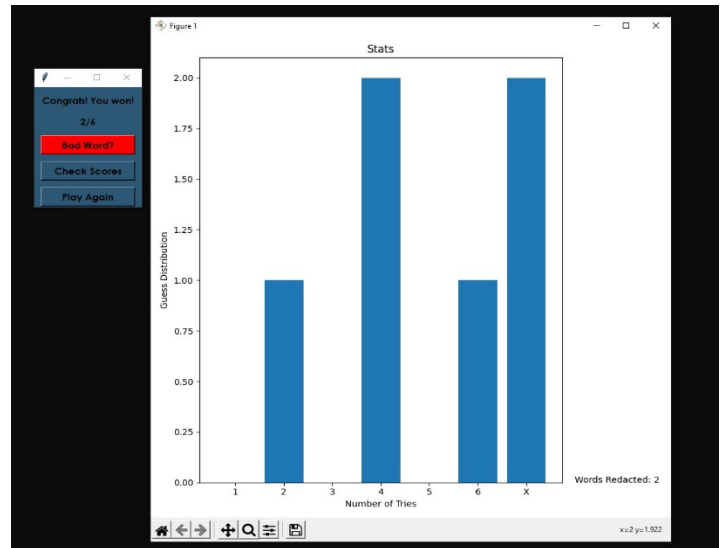 Figure 1
Stats
Congrats! You won!
2/6
Bad Word?
Check Scores
Play Again
Guess Distribution
2.00
1.75
1.50
1.25
1.00
0.75
0.50
0.25
0.00
1 2 3 4 5 6 X
Number of Tries
Words Redacted: 2
x=2 y=1.922